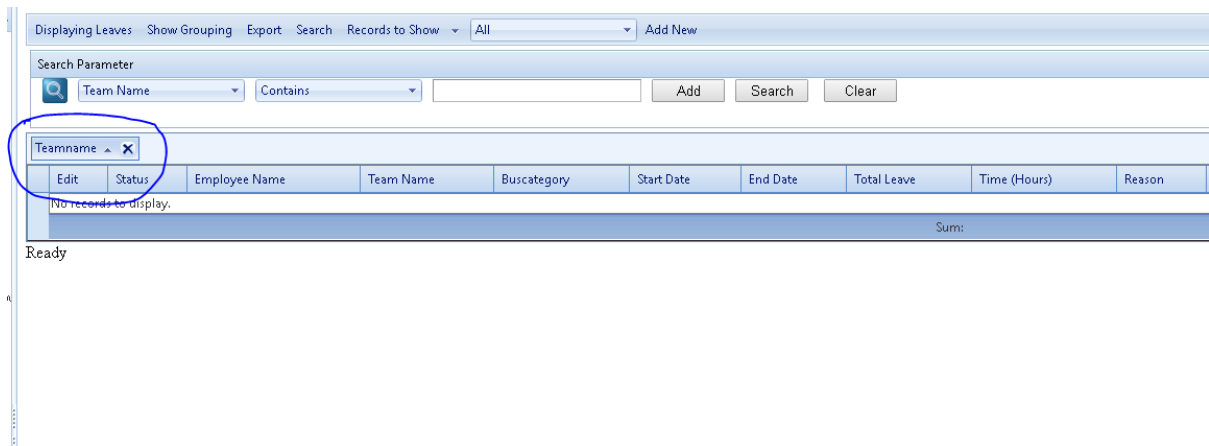 Displaying Leaves Show Grouping Export Search Records to Show All Add New
Search Parameter
Team Name Contains Add Search Clear
Teamname
Edit Status Employee Name Team Name Buscategory Start Date End Date Total Leave Time (Hours) Reason
No records to display.
Sum:
Ready